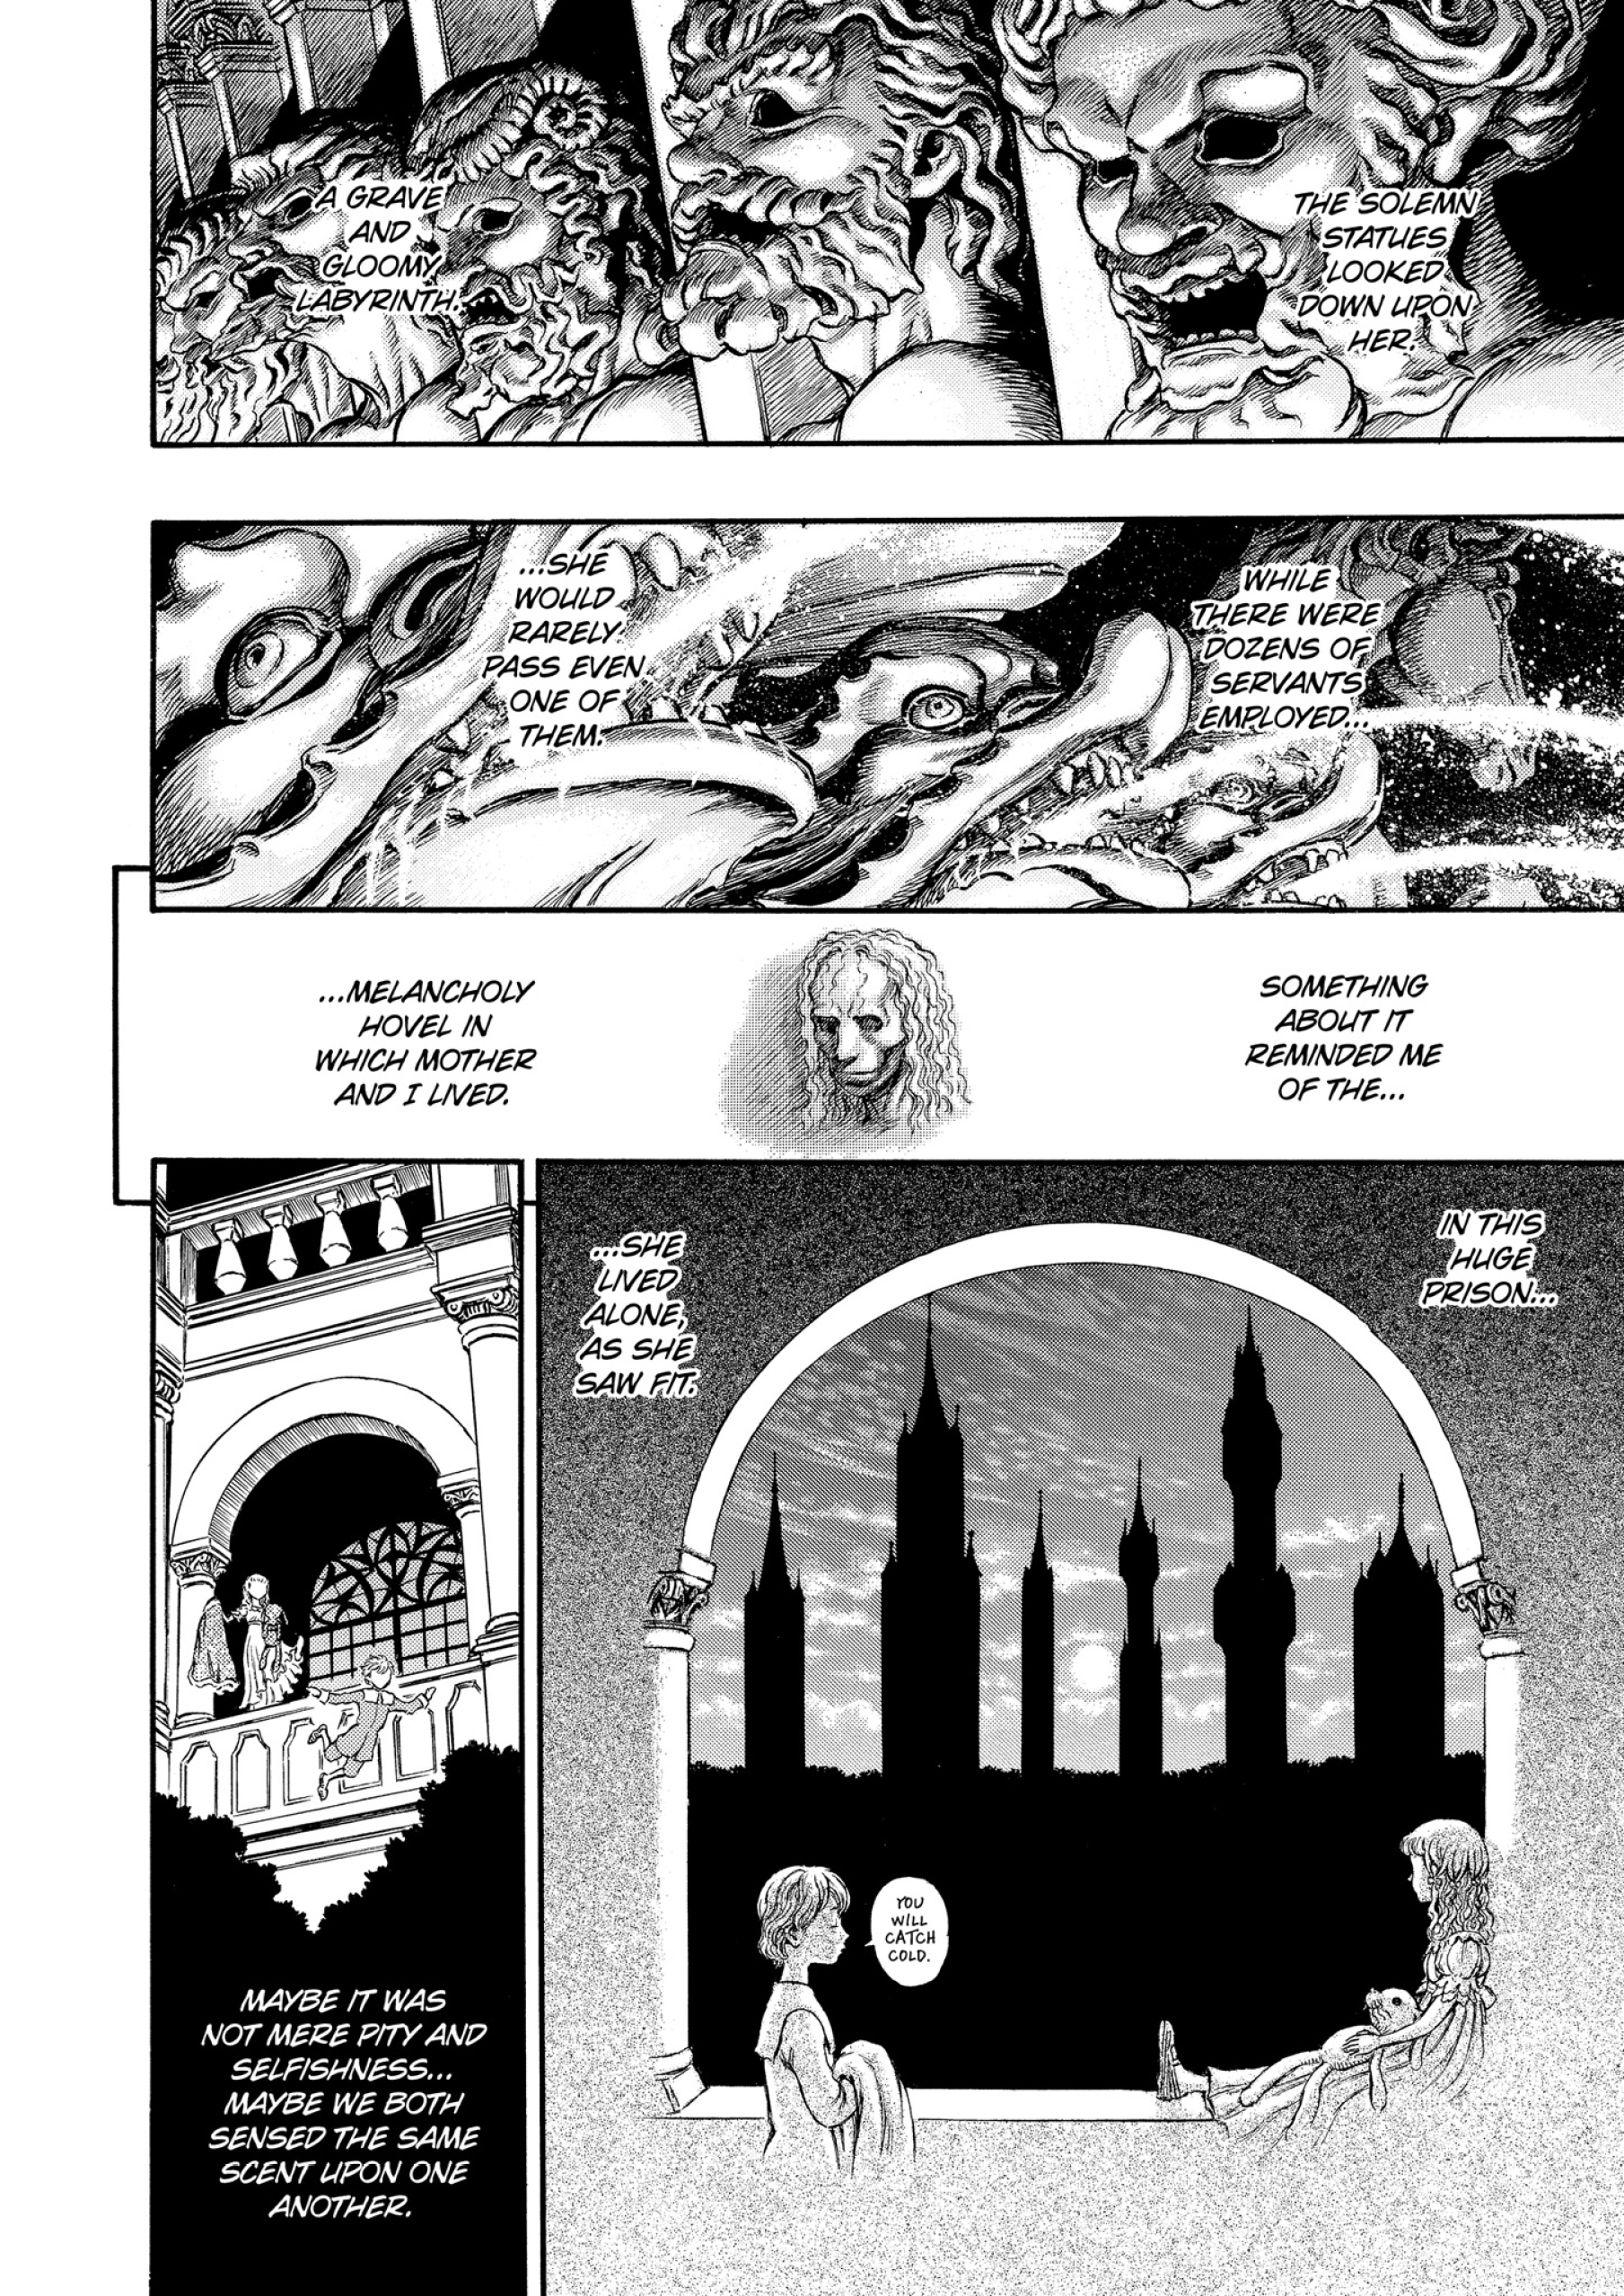 THE SOLEMN
STATUES
LOOKED
DOWN UPON
HER.
A GRAVE
AND
GLOOMY
LABYRINTH.
WHILE
THERE WERE
DOZENS OF
SERVANTS
EMPLOYED...
...SHE
WOULD
RARELY
PASS EVEN
ONE OF
THEM.
SOMETHING
ABOUT IT
REMINDED ME
OF THE...
...MELANCHOLY
HOVEL IN
WHICH MOTHER
AND I LIVED.
IN THIS
HUGE
PRISON...
...SHE
LIVED
ALONE,
AS SHE
SAW FIT.
YOU
WILL
CATCH
COLD.
MAYBE IT WAS
NOT MERE PITY AND
SELFISHNESS...
MAYBE WE BOTH
SENSED THE SAME
SCENT UPON ONE
ANOTHER.